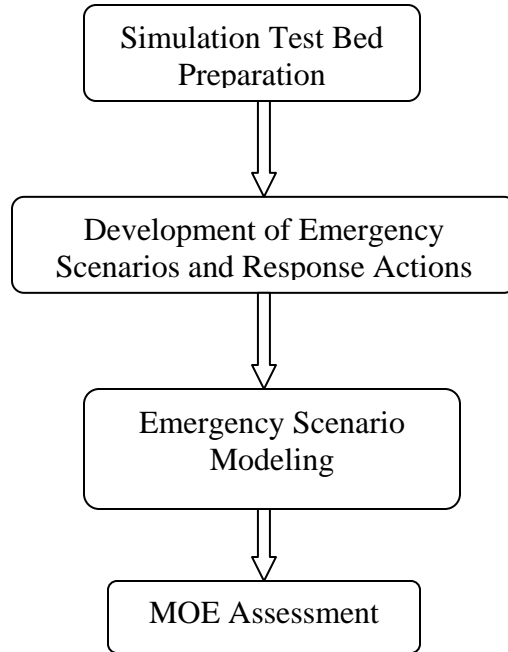 Simulation Test Bed
Preparation
Development of Emergency
Scenarios and Response Actions
Emergency Scenario
Modeling
MOE Assessment